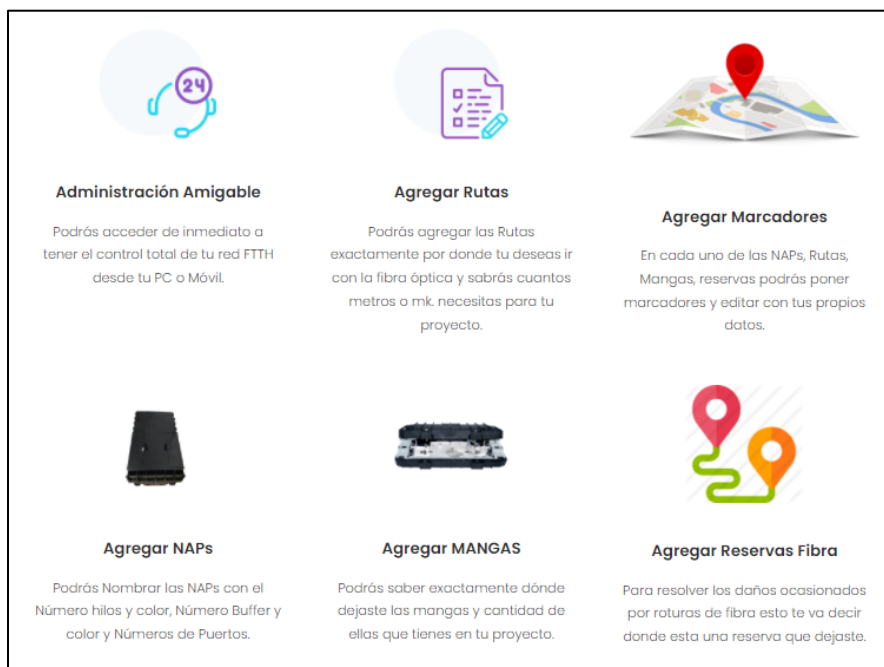 24
Administración Amigable
Podrás acceder de inmediato a
tener el control total de tu red FTTH
desde tu PC o Móvil.
Agregar Rutas
Podrás agregar las Rutas
exactamente por donde tu deseas ir
con la fibra óptica y sabrás cuantos
metros o mk. necesitas para tu
proyecto.
Agregar Marcadores
En cada uno de las NAPs, Rutas,
Mangas, reservas podrás poner
marcadores y editar con tus propios
datos.
Agregar NAPs
Podrás Nombrar las NAPs con el
Número hilos y color, Número Buffer y
color y Números de Puertos.
Agregar MANGAS
Podrás saber exactamente dónde
dejaste las mangas y cantidad de
ellas que tienes en tu proyecto.
Agregar Reservas Fibra
Para resolver los daños ocasionados
por roturas de fibra esto te va decir
donde esta una reserva que dejaste.